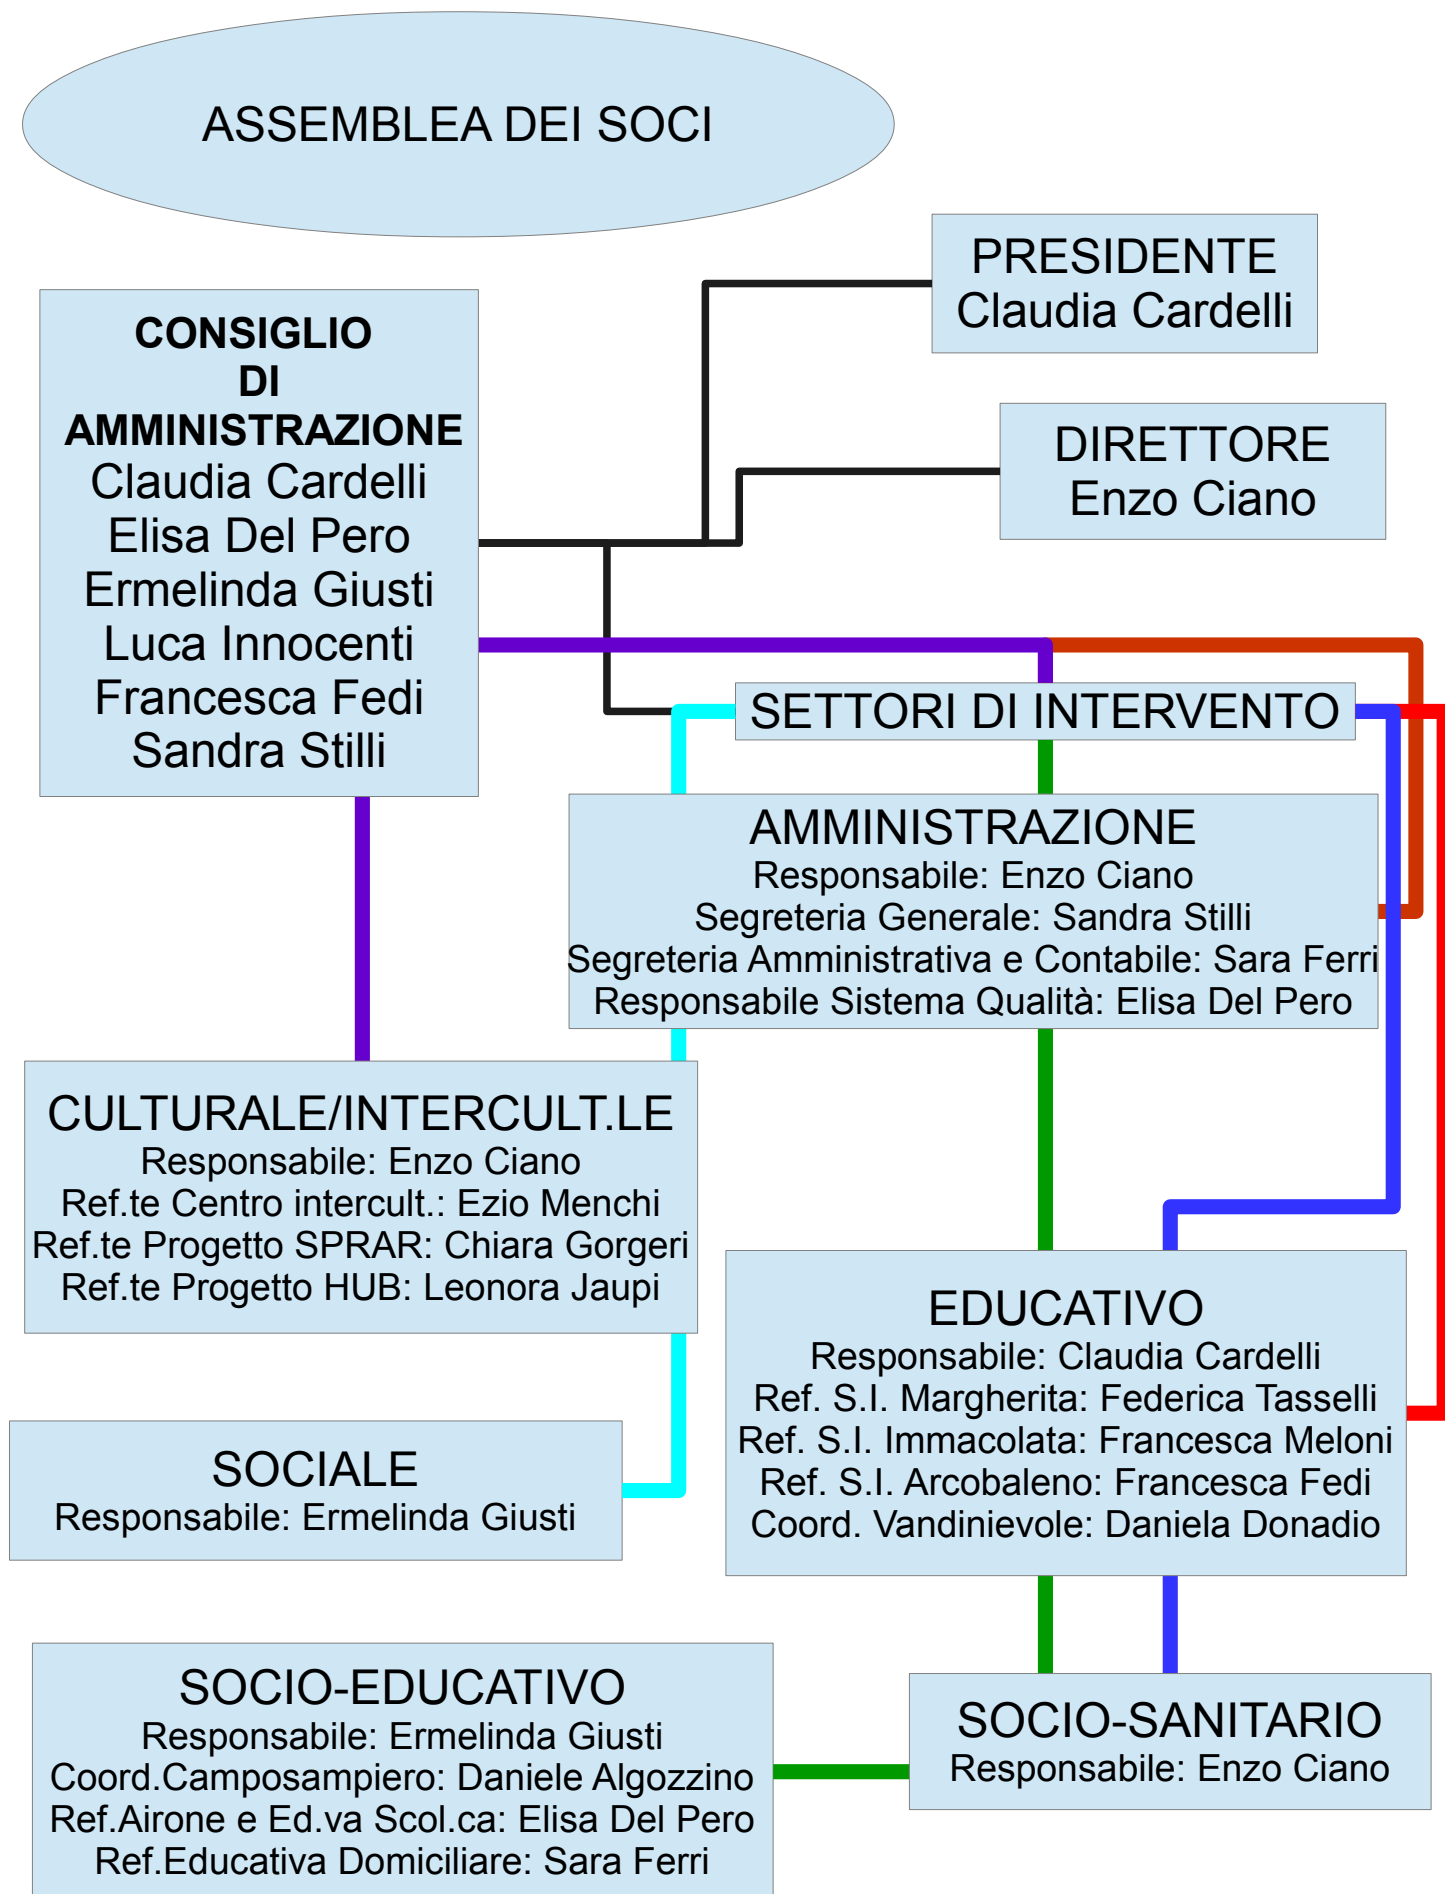 ASSEMBLEA DEI SOCI
PRESIDENTE
Claudia Cardelli
CONSIGLIO
DI
AMMINISTRAZIONE
Claudia Cardelli
Elisa Del Pero
Ermelinda Giusti
Luca Innocenti
Francesca Fedi
Sandra Stilli
DIRETTORE
Enzo Ciano
SETTORI DI INTERVENTO
AMMINISTRAZIONE
Responsabile: Enzo Ciano
Segreteria Generale: Sandra Stilli
Segreteria Amministrativa e Contabile: Sara Ferri
Responsabile Sistema Qualità: Elisa Del Pero
CULTURALE/INTERCULT.LE
Responsabile: Enzo Ciano
Ref.te Centro intercult.: Ezio Menchi
Ref.te Progetto SPRAR: Chiara Gorgeri
Ref.te Progetto HUB: Leonora Jaupi
EDUCATIVO
Responsabile: Claudia Cardelli
Ref. S.I. Margherita: Federica Tasselli
Ref. S.I. Immacolata: Francesca Meloni
Ref. S.I. Arcobaleno: Francesca Fedi
Coord. Vandinievole: Daniela Donadio
SOCIALE
Responsabile: Ermelinda Giusti
SOCIO-EDUCATIVO
Responsabile: Ermelinda Giusti
Coord.Camposampiero: Daniele Algozzino
Ref.Airone e Ed.va Scol.ca: Elisa Del Pero
Ref.Educativa Domiciliare: Sara Ferri
SOCIO-SANITARIO
Responsabile: Enzo Ciano